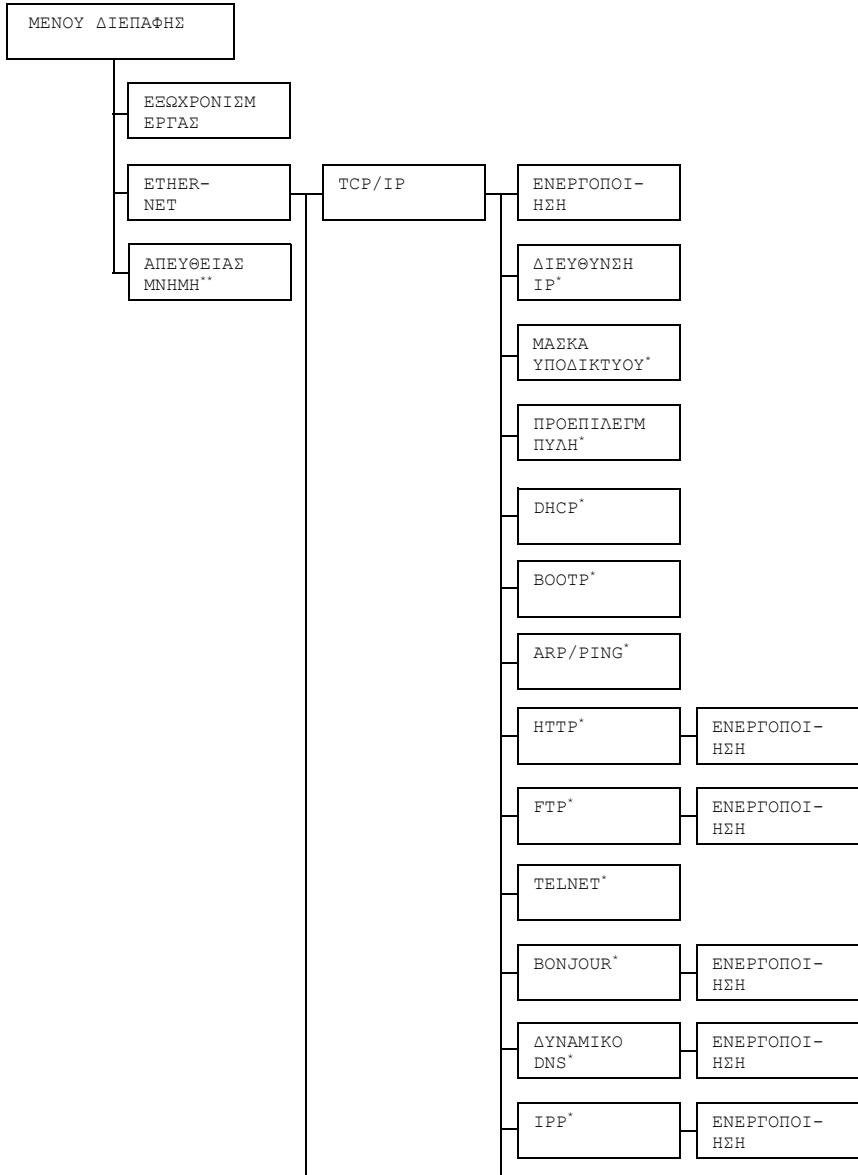 ΜΕΝΟΥ ΔΙΕΠΑΦΗΣ
ΕΞΩΧΡΟΝΙΣΜ
ΕΡΓΑΣ
ETHER-
NET
TCP/IP
ΕΝΕΡΓΟΠΟΙ-
ΗΣΗ
ΑΠΕΥΘΕΙΑΣ
ΜΝΗΜΗ**
ΔΙΕΥΘΥΝΣΗ
IP*
ΜΑΣΚΑ
ΥΠΟΔΙΚΤΥΟΥ*
ΠΡΟΕΠΙΛΕΓΜ
ΠΥΛΗ*
DHCP*
BOOTP*
ARP/PING*
HTTP*
ΕΝΕΡΓΟΠΟΙ-
ΗΣΗ
FTP*
ΕΝΕΡΓΟΠΟΙ-
ΗΣΗ
TELNET*
BONJOUR*
ΕΝΕΡΓΟΠΟΙ-
ΗΣΗ
ΔΥΝΑΜΙΚΟ
DNS*
ΕΝΕΡΓΟΠΟΙ-
ΗΣΗ
IPP*
ΕΝΕΡΓΟΠΟΙ-
ΗΣΗ